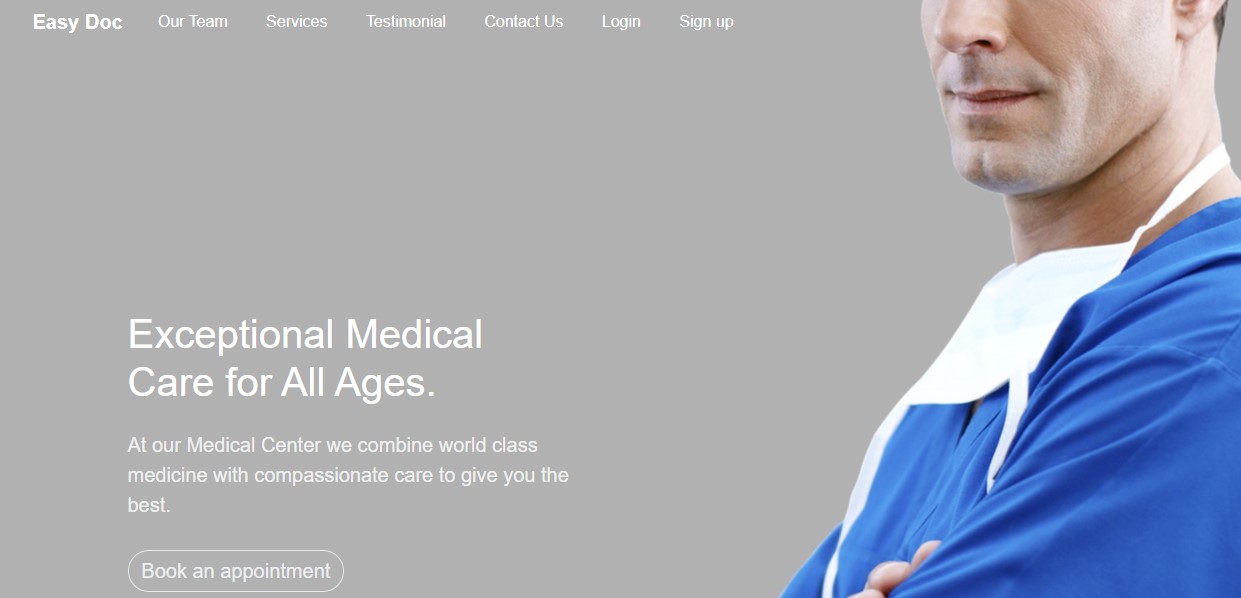 Easy Doc Our Team Services Testimonial Contact Us Login Sign up
Exceptional Medical
Care for All Ages.
At our Medical Center we combine world class
medicine with compassionate care to give you the
best.
Book an appointment